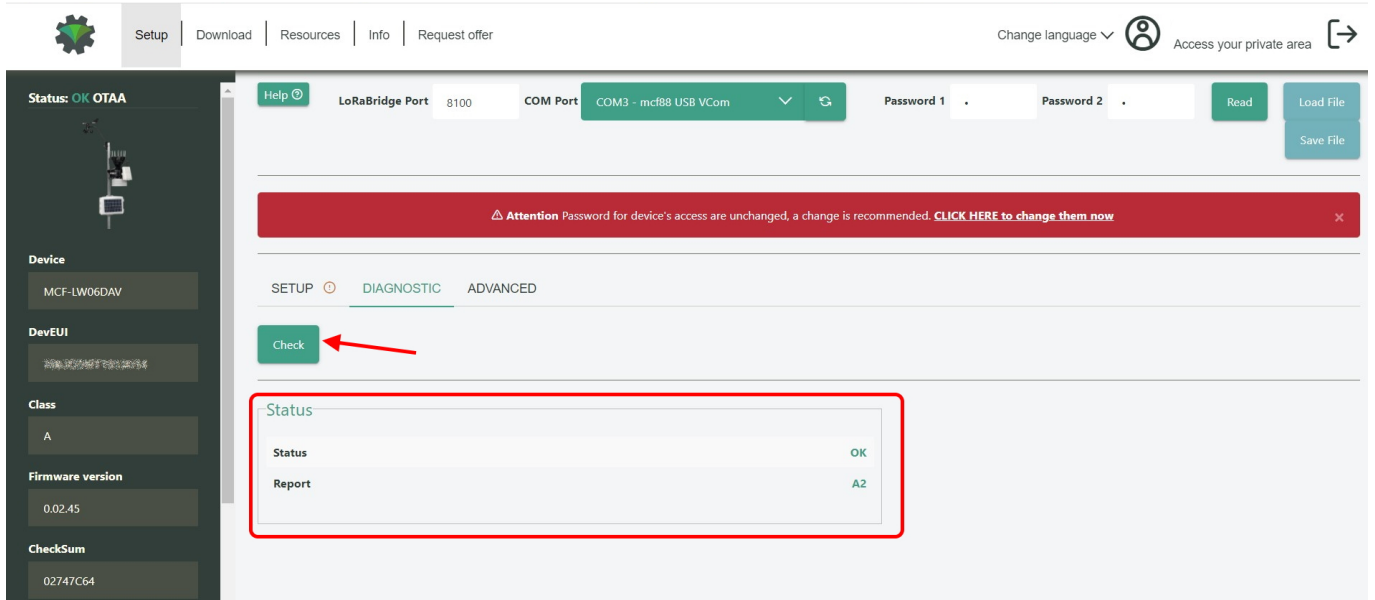 Setup
Download
Resources
Info
Request offer
Change language
Access your private area
Status: OK OTAA
Help
LoRaBridge Port
8100
COM Port
COM3 - mcf88 USB VCom
Password 1
Password 2
Read
Load File
Save File
Attention Password for device's access are unchanged, a change is recommended. CLICK HERE to change them now
Device
MCF-LW06DAV
SETUP
DIAGNOSTIC
ADVANCED
DevEUI
Check
Class
A
Status
Status OK
Report A2
Firmware version
0.02.45
CheckSum
02747C64